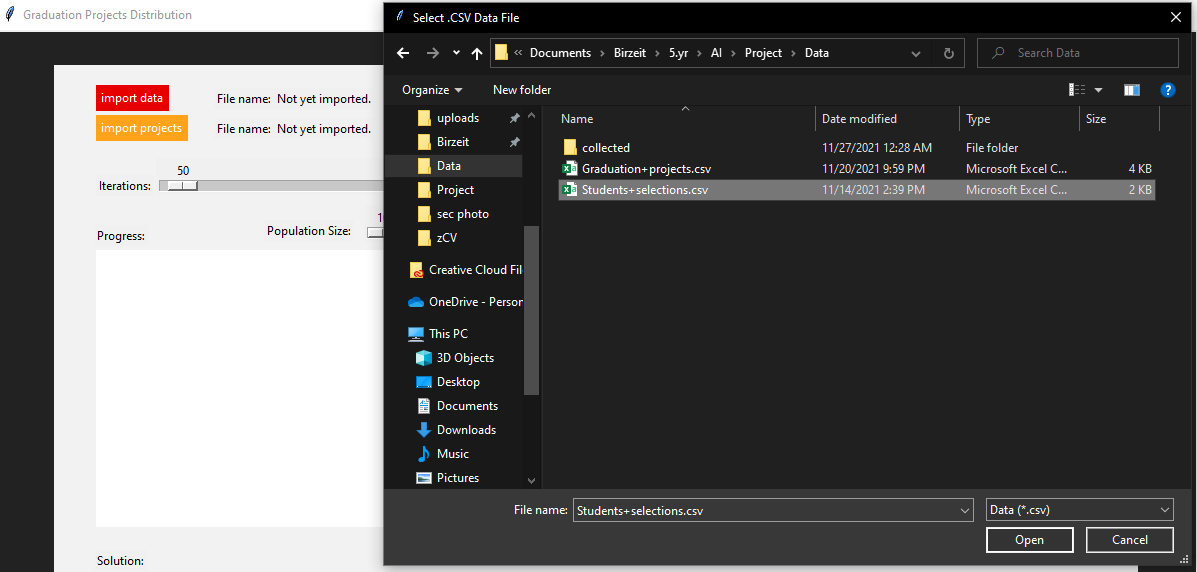 Graduation Projects Distribution
import data File name: Not yet imported.
import projects File name: Not yet imported.
50
Iterations:
1
Population Size:
Progress:
Solution:
Select .CSV Data File
« Documents › Birzeit › 5.yr › AI › Project › Data
Search Data
Organize New folder
uploads
Birzeit
Data
Project
sec photo
zCV
Creative Cloud Fil
OneDrive - Person
This PC
3D Objects
Desktop
Documents
Downloads
Music
Pictures
Name Date modified Type Size
collected 11/27/2021 12:28 AM File folder
Graduation+projects.csv 11/20/2021 9:59 PM Microsoft Excel C... 4 KB
Students+selections.csv 11/14/2021 2:39 PM Microsoft Excel C... 2 KB
File name: Students+selections.csv Data (*.csv)
Open Cancel